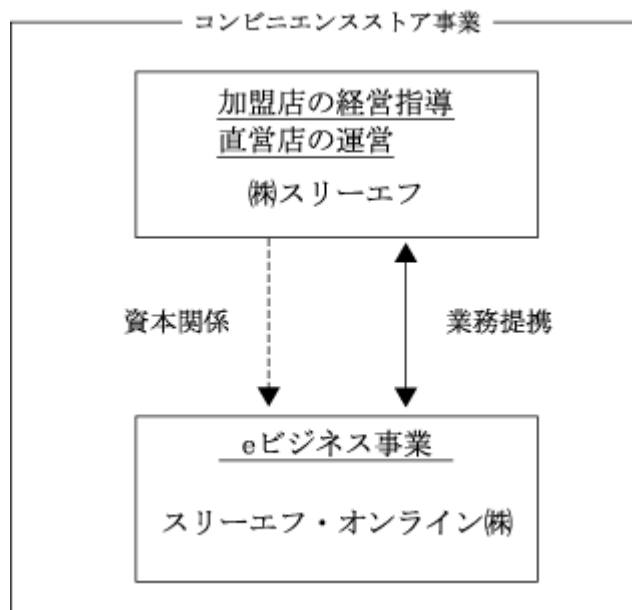 コンビニエンスストア事業
加盟店の経営指導
直営店の運営
㈱スリーエフ
資本関係
業務提携
eビジネス事業
スリーエフ・オンライン㈱